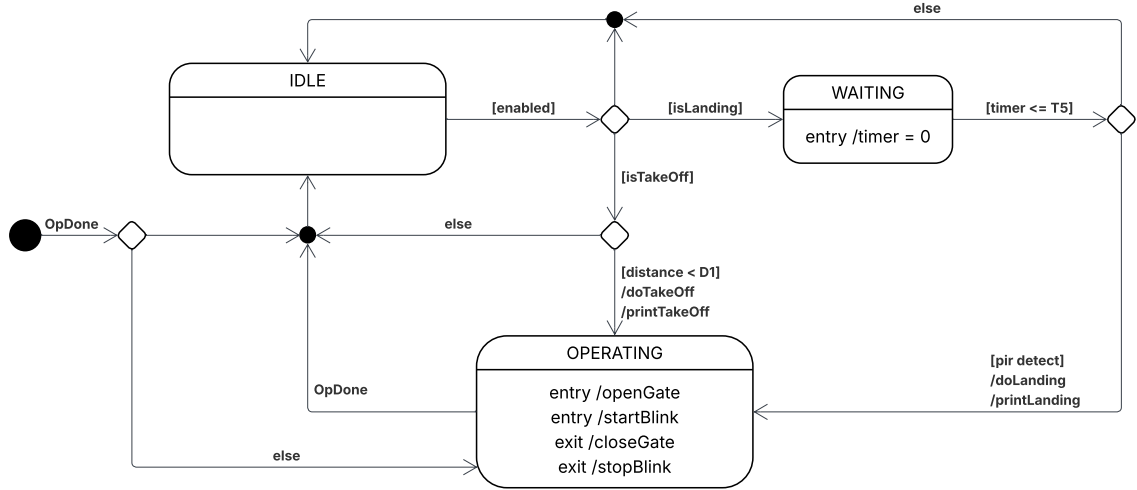 else
IDLE
WAITING
[enabled]
[isLanding]
[timer <= T5]
entry /timer = 0
[isTakeOff]
OpDone
else
[distance < D1]
/doTakeOff
/printTakeOff
OPERATING
[pir detect]
/doLanding
/printLanding
OpDone
entry /openGate
entry /startBlink
exit /closeGate
exit /stopBlink
else